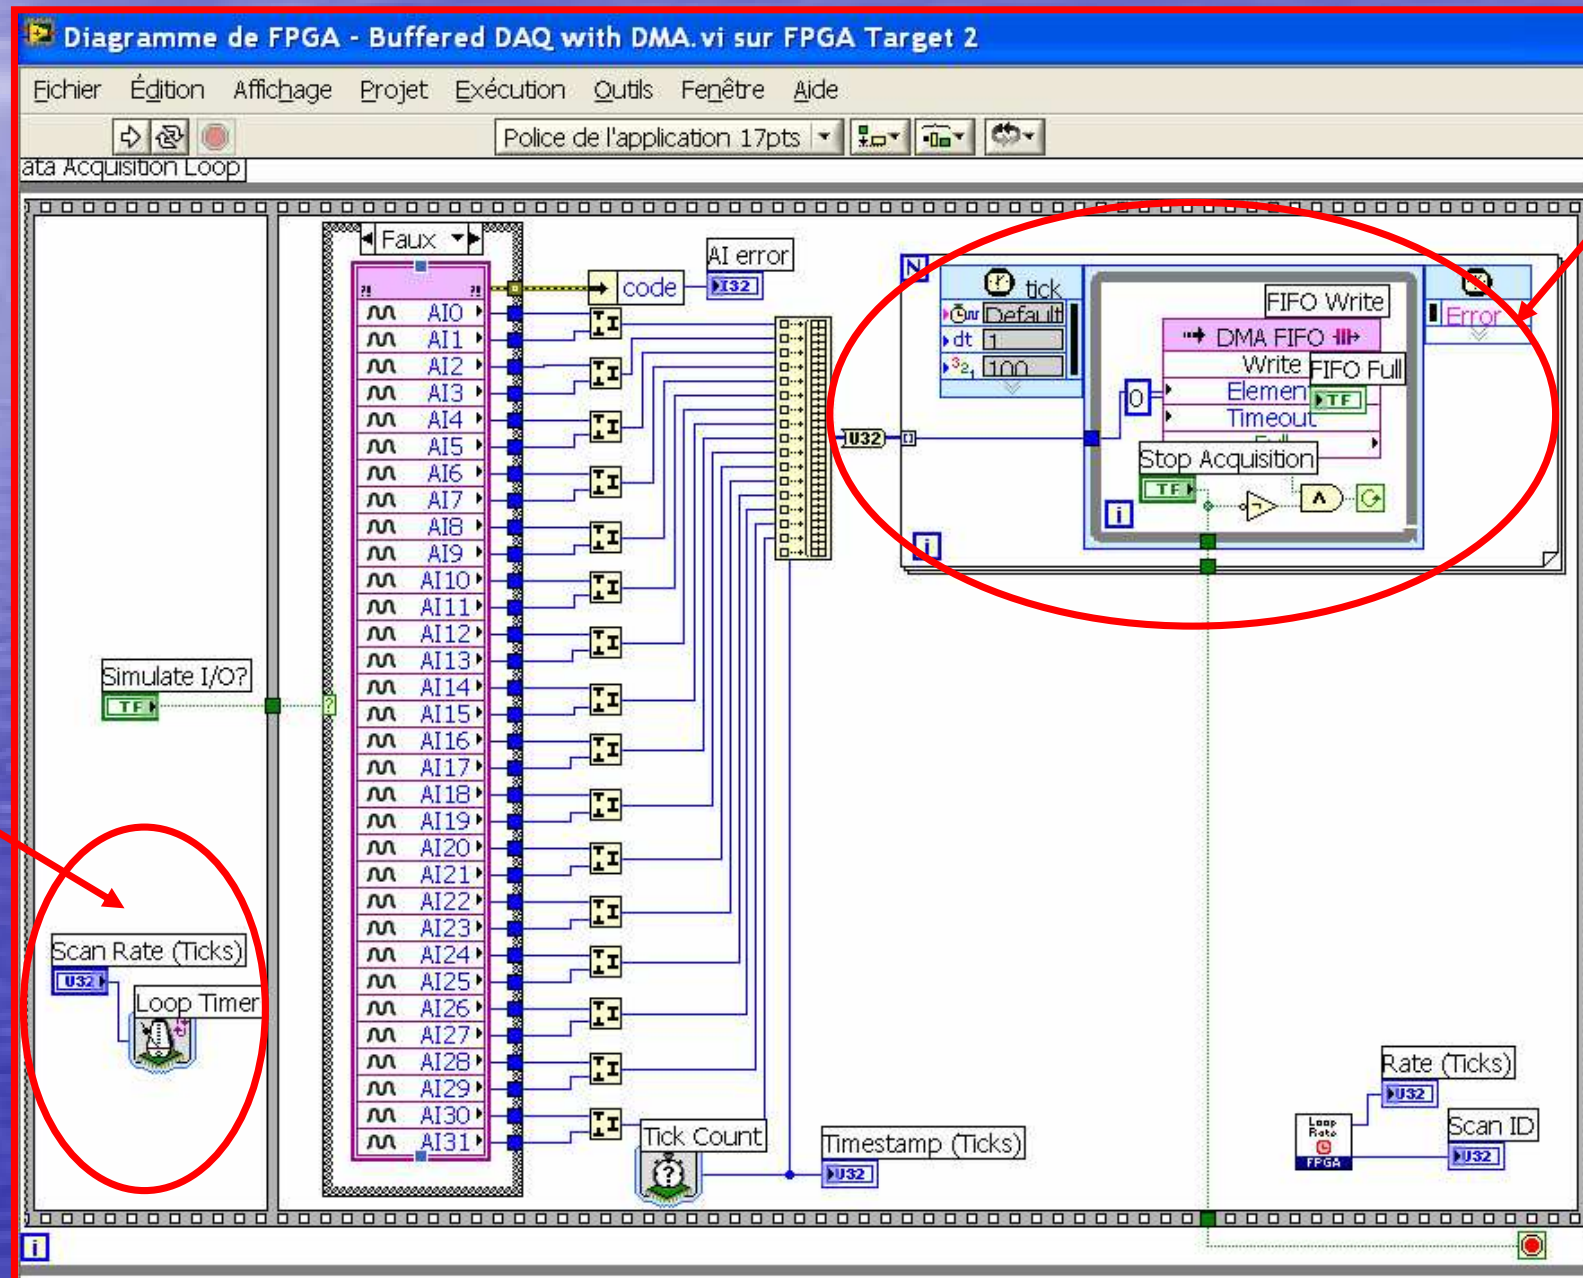 Diagramme de FPGA - Buffered DAQ with DMA.vi sur FPGA Target 2
Fichier Édition Affichage Projet Exécution Outils Fenêtre Aide
Police de l'application 17pts
ata Acquisition Loop
Faux
AI error
code
I32
AI0
AI1
AI2
AI3
AI4
AI5
AI6
AI7
AI8
AI9
AI10
AI11
AI12
AI13
AI14
AI15
AI16
AI17
AI18
AI19
AI20
AI21
AI22
AI23
AI24
AI25
AI26
AI27
AI28
AI29
AI30
AI31
Simulate I/O?
TF
Scan Rate (Ticks)
U32
Loop Timer
Tick Count
Timestamp (Ticks)
U32
U32
N
tick
Default
dt 1
100
Error
FIFO Write
DMA FIFO
Write
FIFO Full
Element
TF
Timeout
0
Stop Acquisition
TF
i
i
Rate (Ticks)
U32
Loop
Rate
FPGA
Scan ID
U32
i